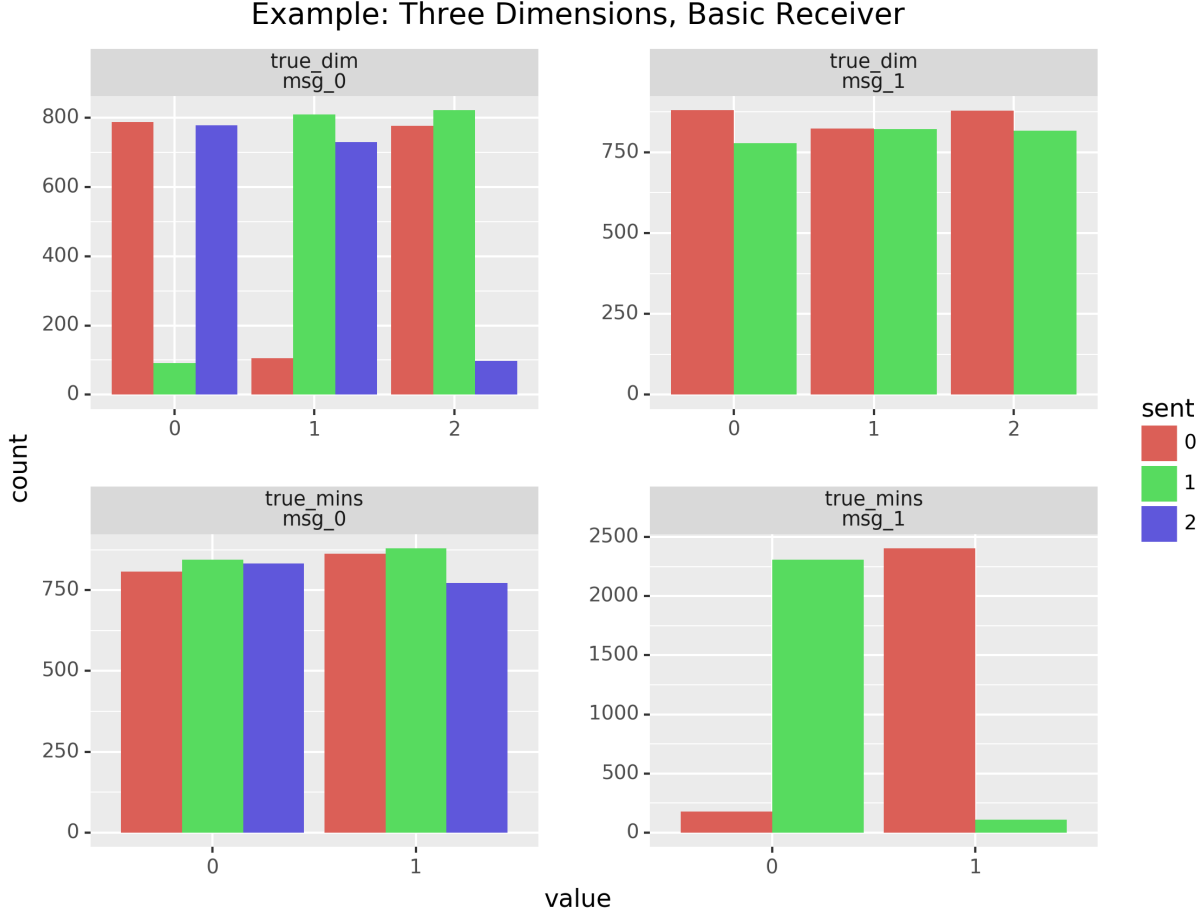 Example: Three Dimensions, Basic Receiver
true_dim
msg_0
true_dim
msg_1
800
600
400
200
0
0 1 2
750
500
250
0
0 1 2
count
sent
0
1
2
true_mins
msg_0
true_mins
msg_1
750
500
250
0
0 1
2500
2000
1500
1000
500
0
0 1
value